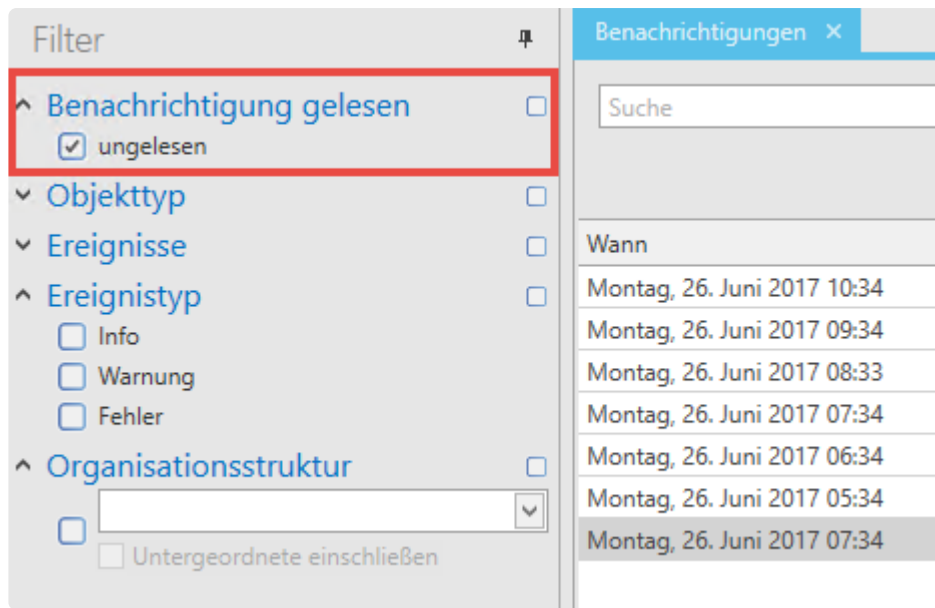 Filter
Benachrichtigung gelesen
ungelesen
Objekttyp
Ereignisse
Ereignistyp
Info
Warnung
Fehler
Organisationsstruktur
Untergeordnete einschließen
Benachrichtigungen
Suche
Wann
Montag, 26. Juni 2017 10:34
Montag, 26. Juni 2017 09:34
Montag, 26. Juni 2017 08:33
Montag, 26. Juni 2017 07:34
Montag, 26. Juni 2017 06:34
Montag, 26. Juni 2017 05:34
Montag, 26. Juni 2017 07:34